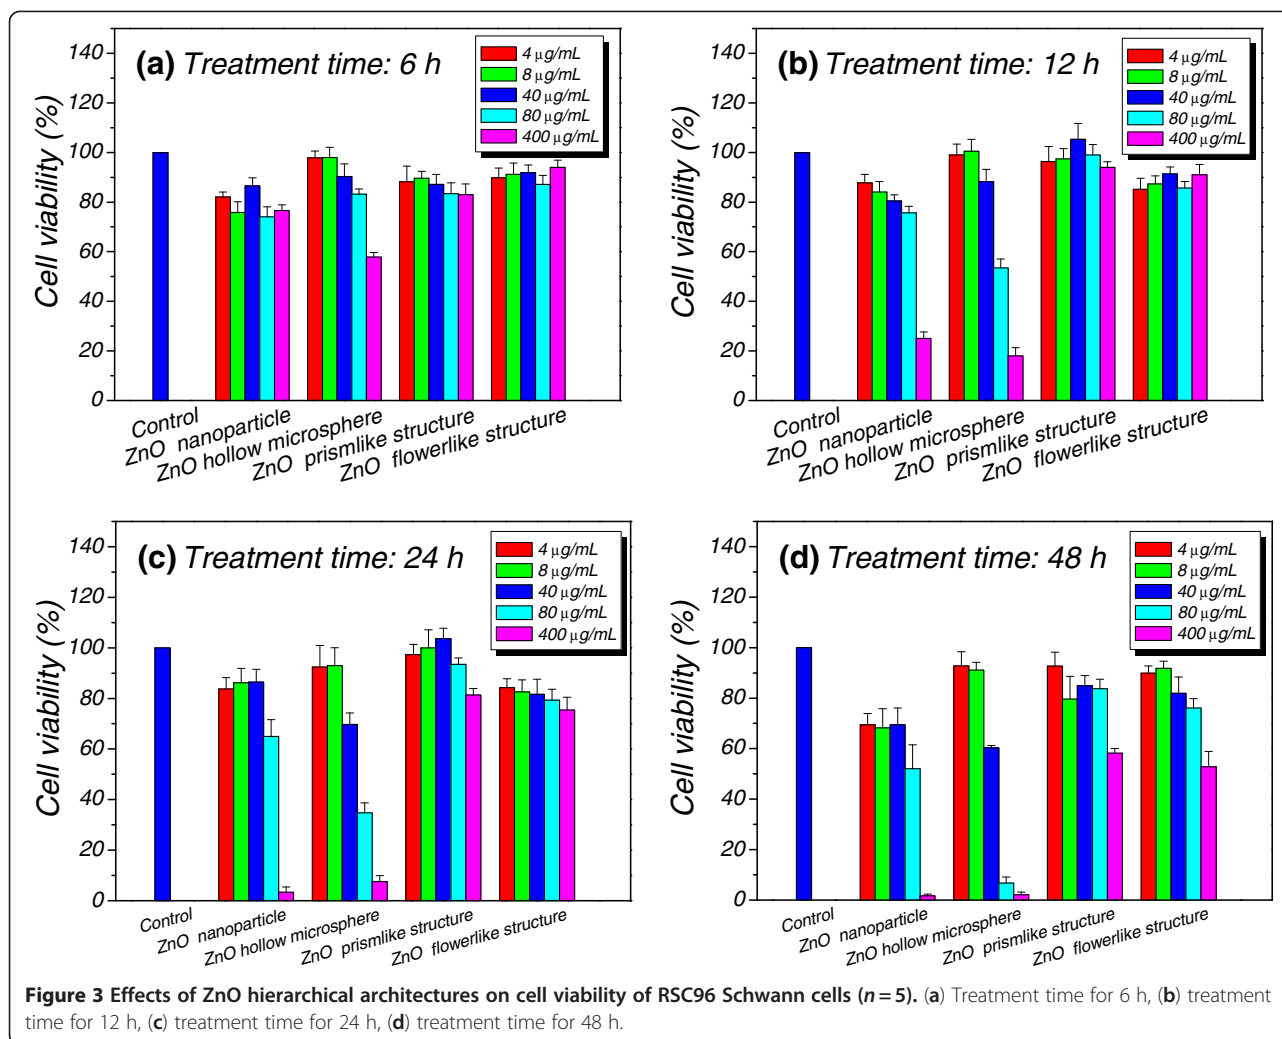 (a) Treatment time: 6 h
4 μg/mL
8 μg/mL
40 μg/mL
80 μg/mL
400 μg/mL
Cell viability (%)
140
120
100
80
60
40
20
0
Control
ZnO nanoparticle
ZnO hollow microsphere
ZnO prismlike structure
ZnO flowerlike structure
(b) Treatment time: 12 h
4 μg/mL
8 μg/mL
40 μg/mL
80 μg/mL
400 μg/mL
Cell viability (%)
140
120
100
80
60
40
20
0
Control
ZnO nanoparticle
ZnO hollow microsphere
ZnO prismlike structure
ZnO flowerlike structure
(c) Treatment time: 24 h
4 μg/mL
8 μg/mL
40 μg/mL
80 μg/mL
400 μg/mL
Cell viability (%)
140
120
100
80
60
40
20
0
Control
ZnO nanoparticle
ZnO hollow microsphere
ZnO prismlike structure
ZnO flowerlike structure
(d) Treatment time: 48 h
4 μg/mL
8 μg/mL
40 μg/mL
80 μg/mL
400 μg/mL
Cell viability (%)
140
120
100
80
60
40
20
0
Control
ZnO nanoparticle
ZnO hollow microsphere
ZnO prismlike structure
ZnO flowerlike structure
Figure 3 Effects of ZnO hierarchical architectures on cell viability of RSC96 Schwann cells (n = 5). (a) Treatment time for 6 h, (b) treatment
time for 12 h, (c) treatment time for 24 h, (d) treatment time for 48 h.